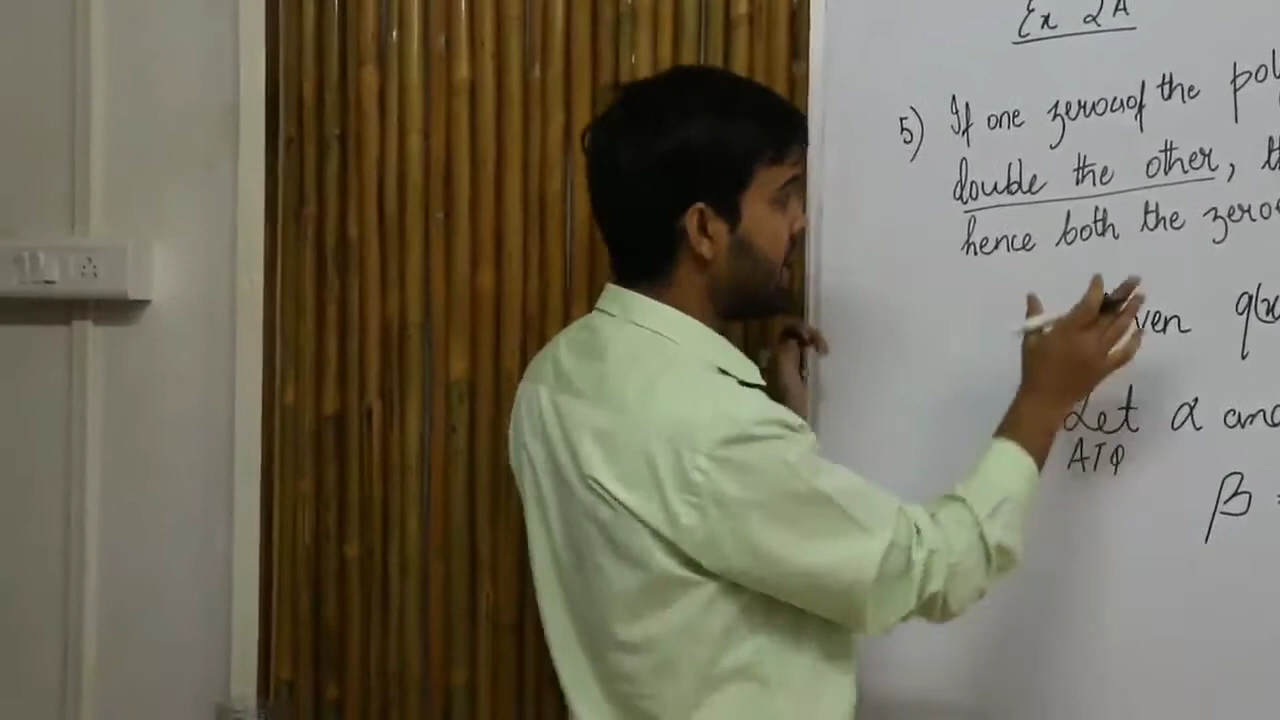 Ex 2A
5) If one zero of the pol
double the other, th
hence both the zero
ven q(x
Let α and
ATQ
β =